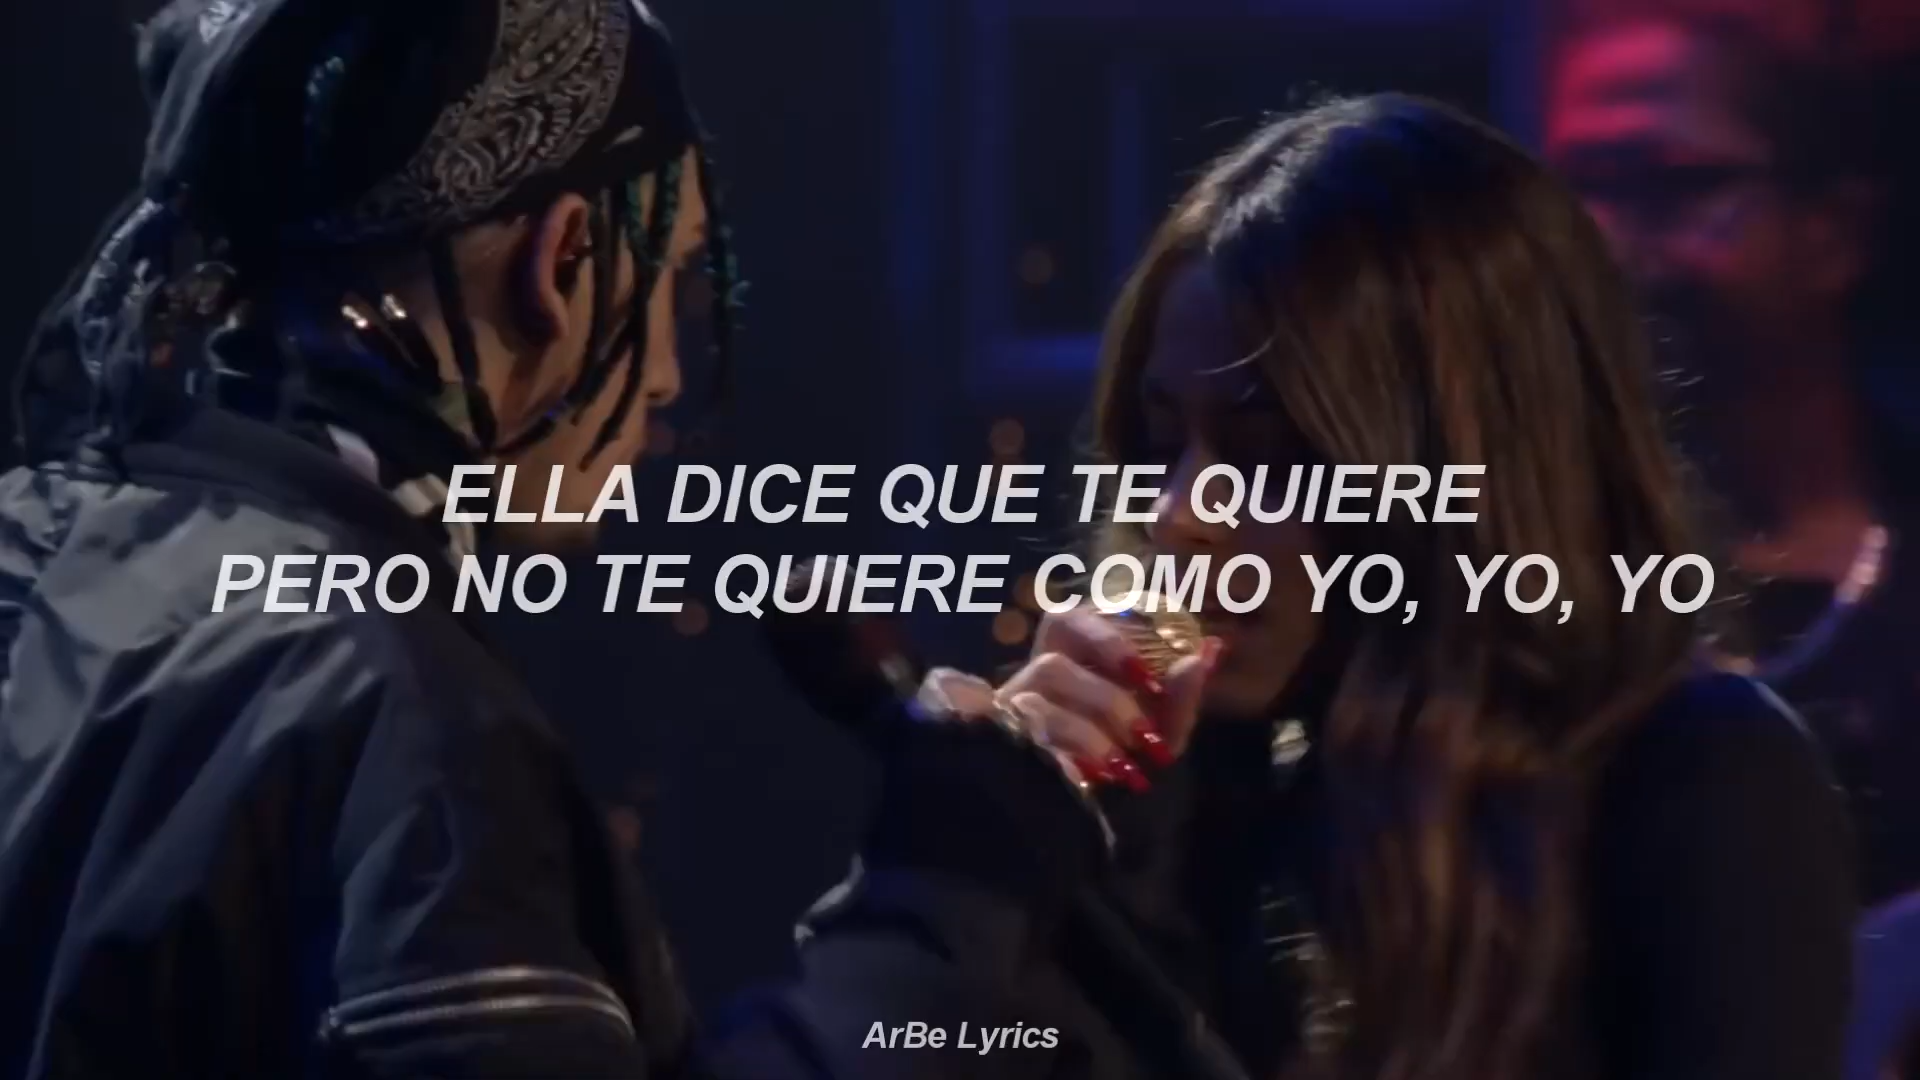 ELLA DICE QUE TE QUIERE
PERO NO TE QUIERE COMO YO, YO, YO
ArBe Lyrics